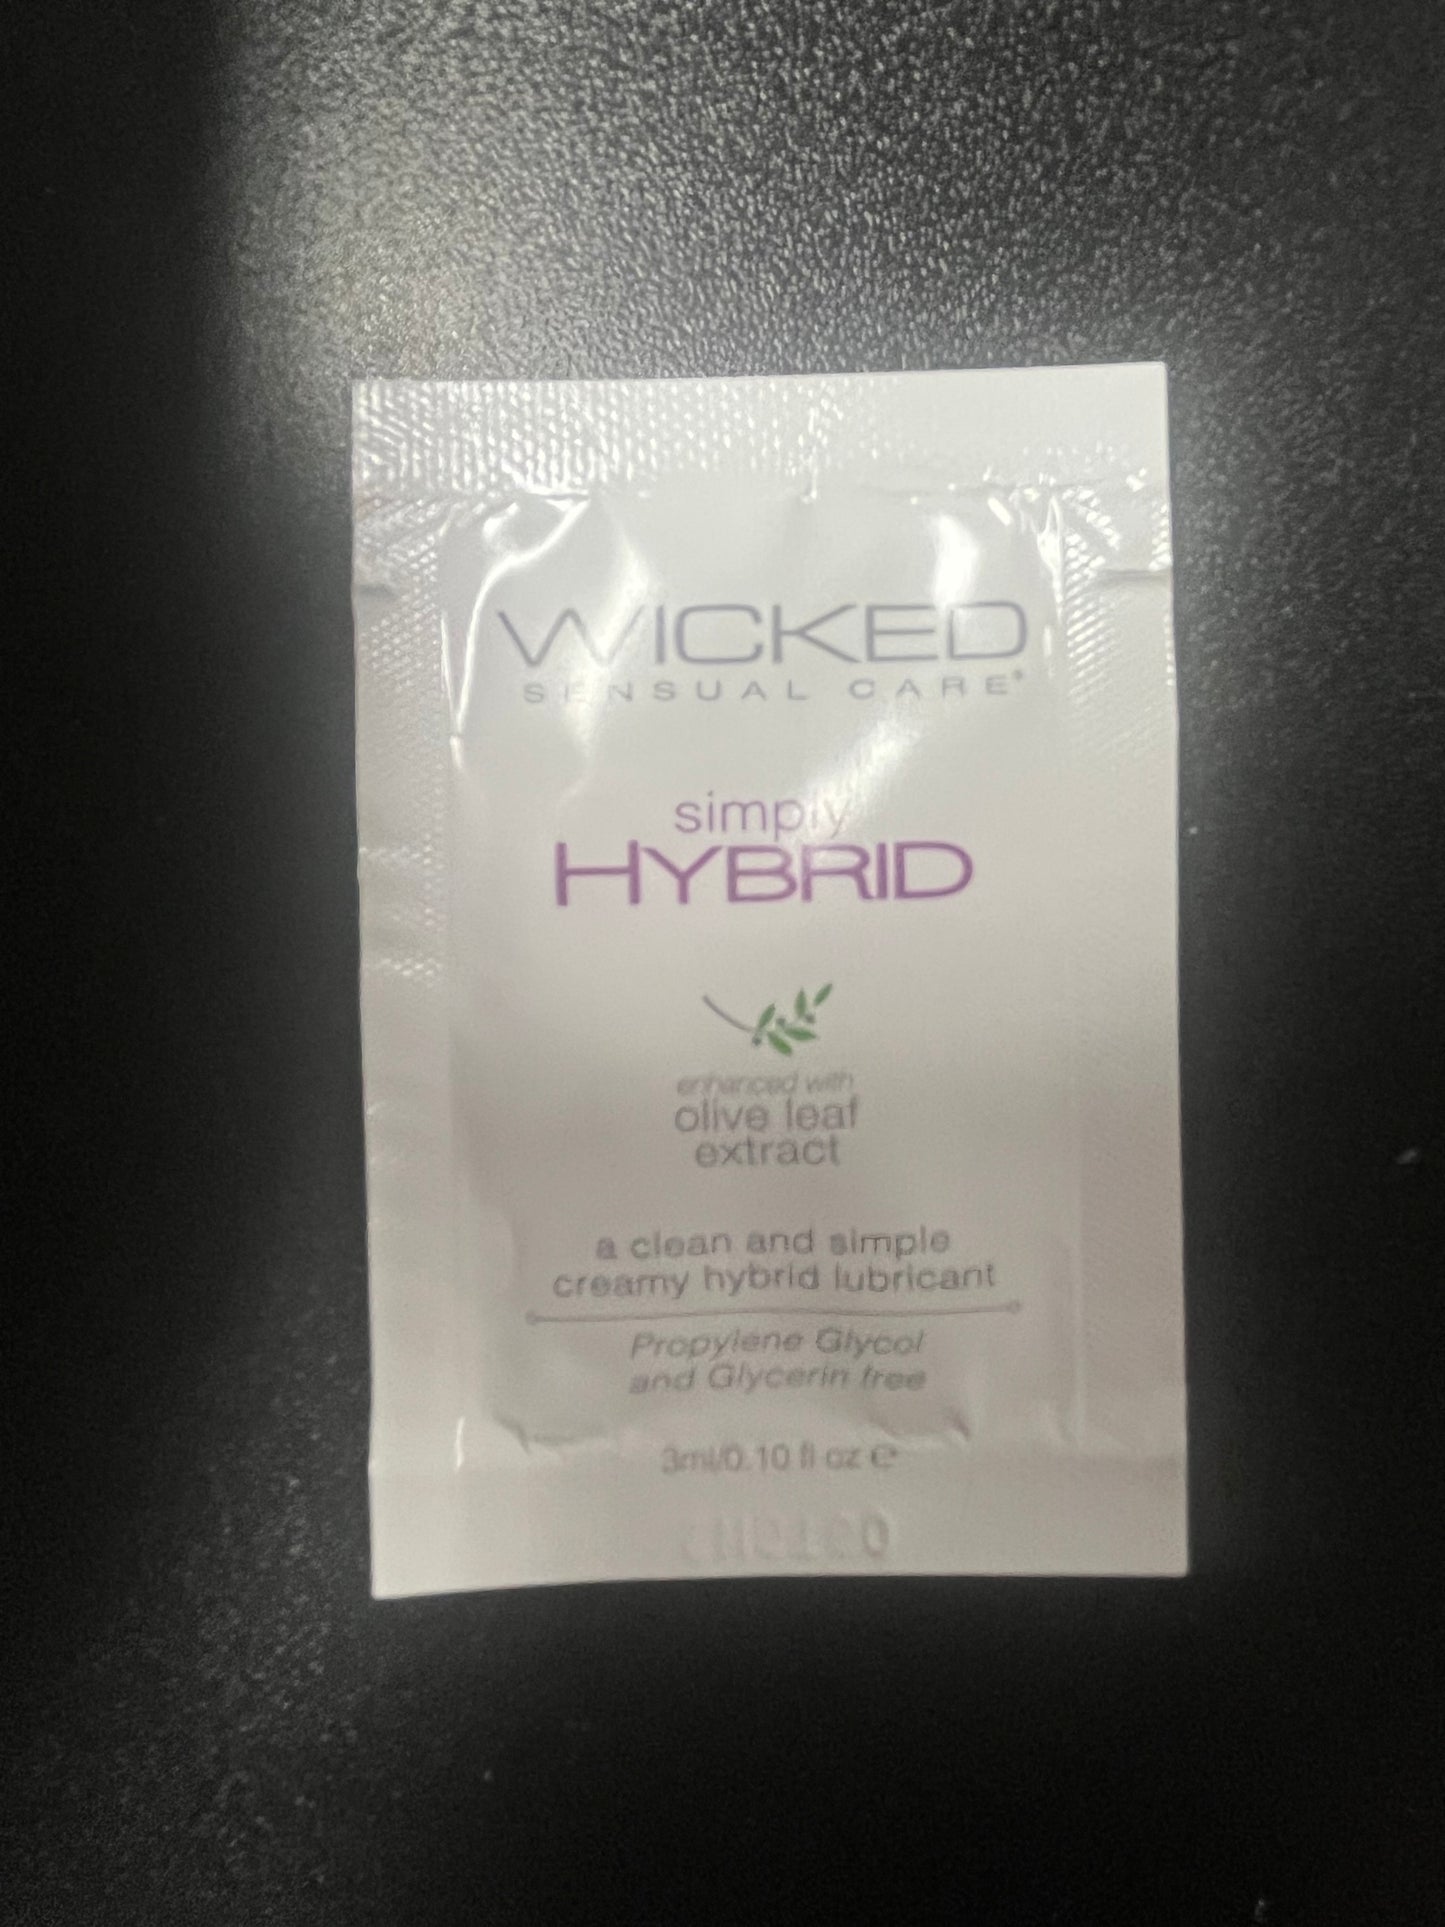 WICKED
SENSUAL CARE®
simply
HYBRID
enhanced with
olive leaf
extract
a clean and simple
creamy hybrid lubricant
Propylene Glycol
and Glycerin free
3ml/0.10 fl oz ℮